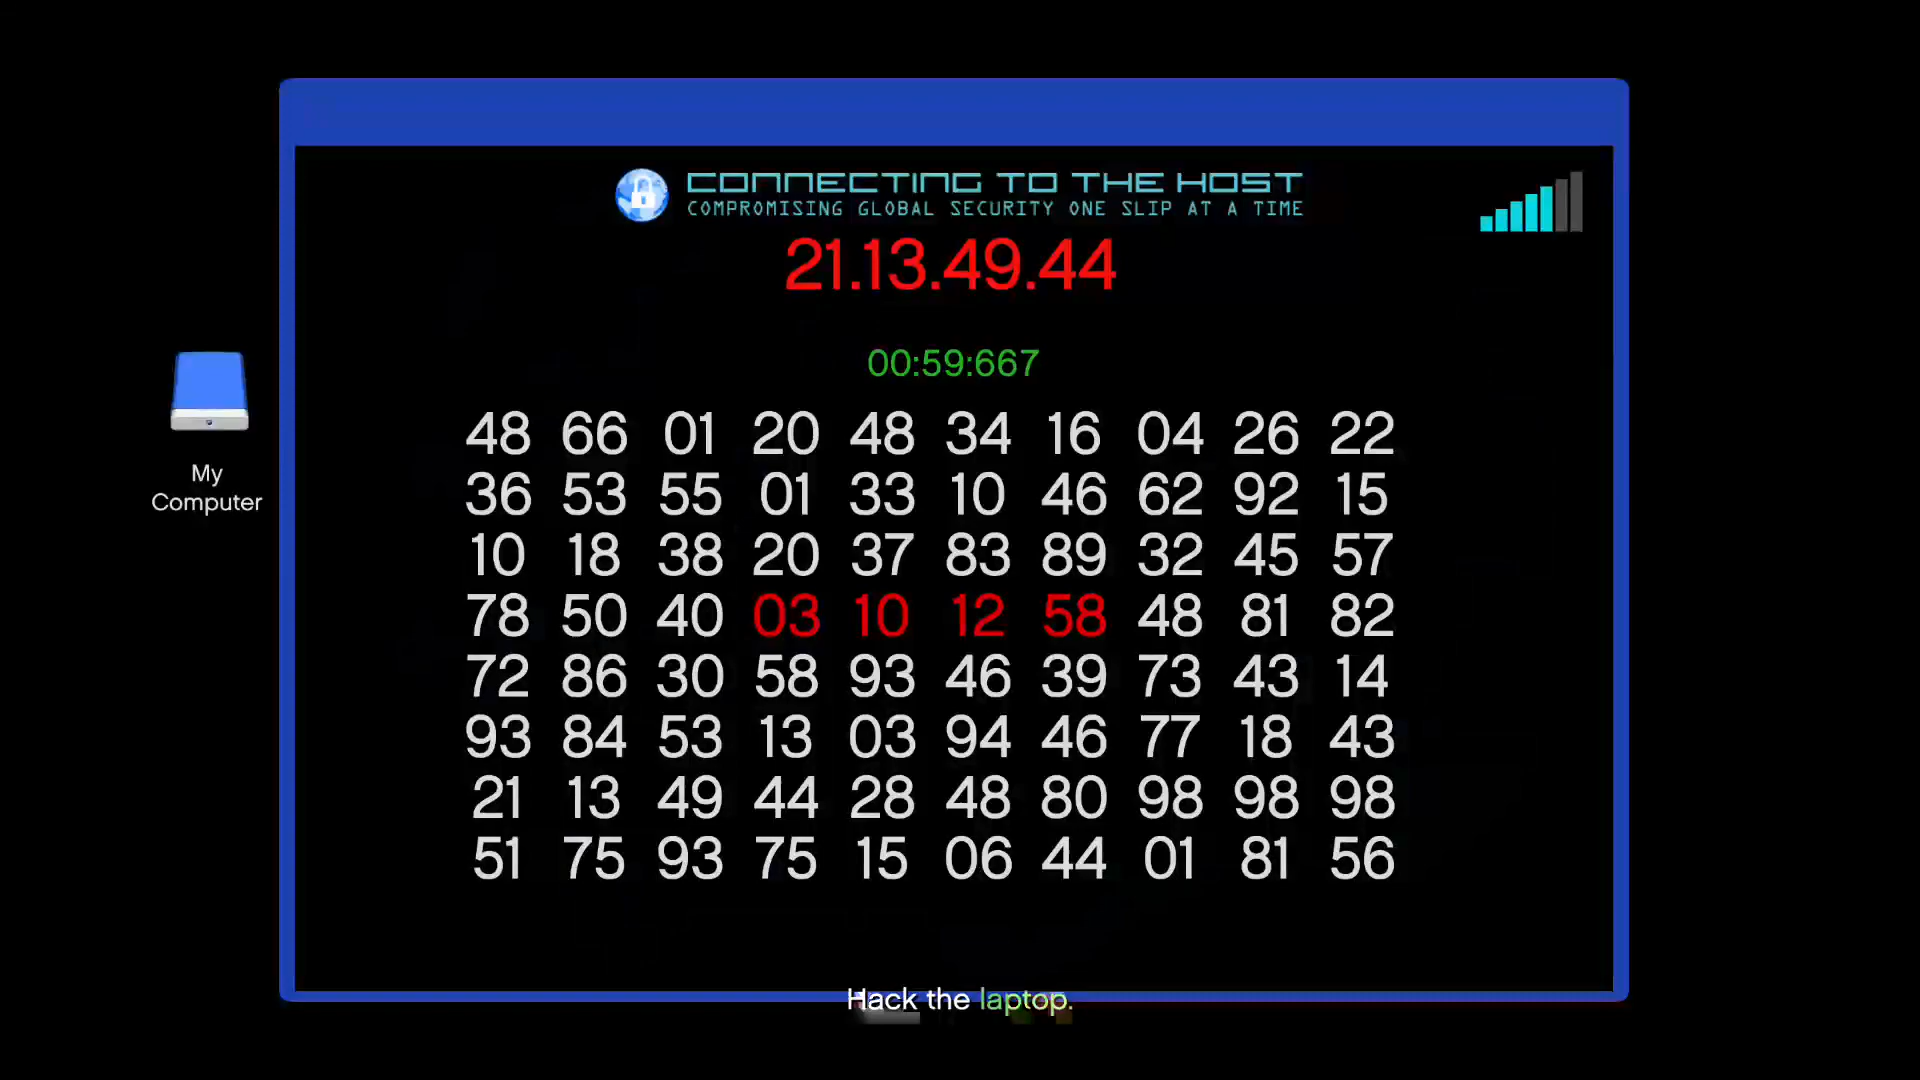 CONNECTING TO THE HOST
COMPROMISING GLOBAL SECURITY ONE SLIP AT A TIME
21.13.49.44
00:59:667
48 66 01 20 48 34 16 04 26 22
36 53 55 01 33 10 46 62 92 15
10 18 38 20 37 83 89 32 45 57
78 50 40 03 10 12 58 48 81 82
72 86 30 58 93 46 39 73 43 14
93 84 53 13 03 94 46 77 18 43
21 13 49 44 28 48 80 98 98 98
51 75 93 75 15 06 44 01 81 56
My
Computer
Hack the laptop.